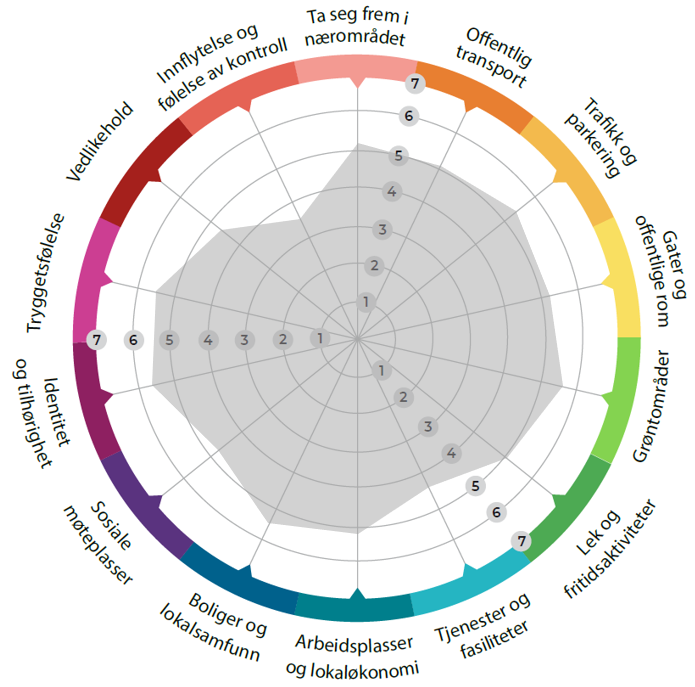 Ta seg frem i
nærområdet
Offentlig
transport
Trafikk og
parkering
Gater og
offentlige rom
Grøntområder
Lek og
fritidsaktiviteter
Tjenester og
fasiliteter
Arbeidsplasser
og lokaløkonomi
Boliger og
lokalsamfunn
Sosiale
møteplasser
Identitet
og tilhørighet
Tryggetsfølelse
Vedlikehold
Innflytelse og
følelse av kontroll
7
6
5
4
3
2
1
7 6 5 4 3 2 1
1
2
3
4
5
6
7